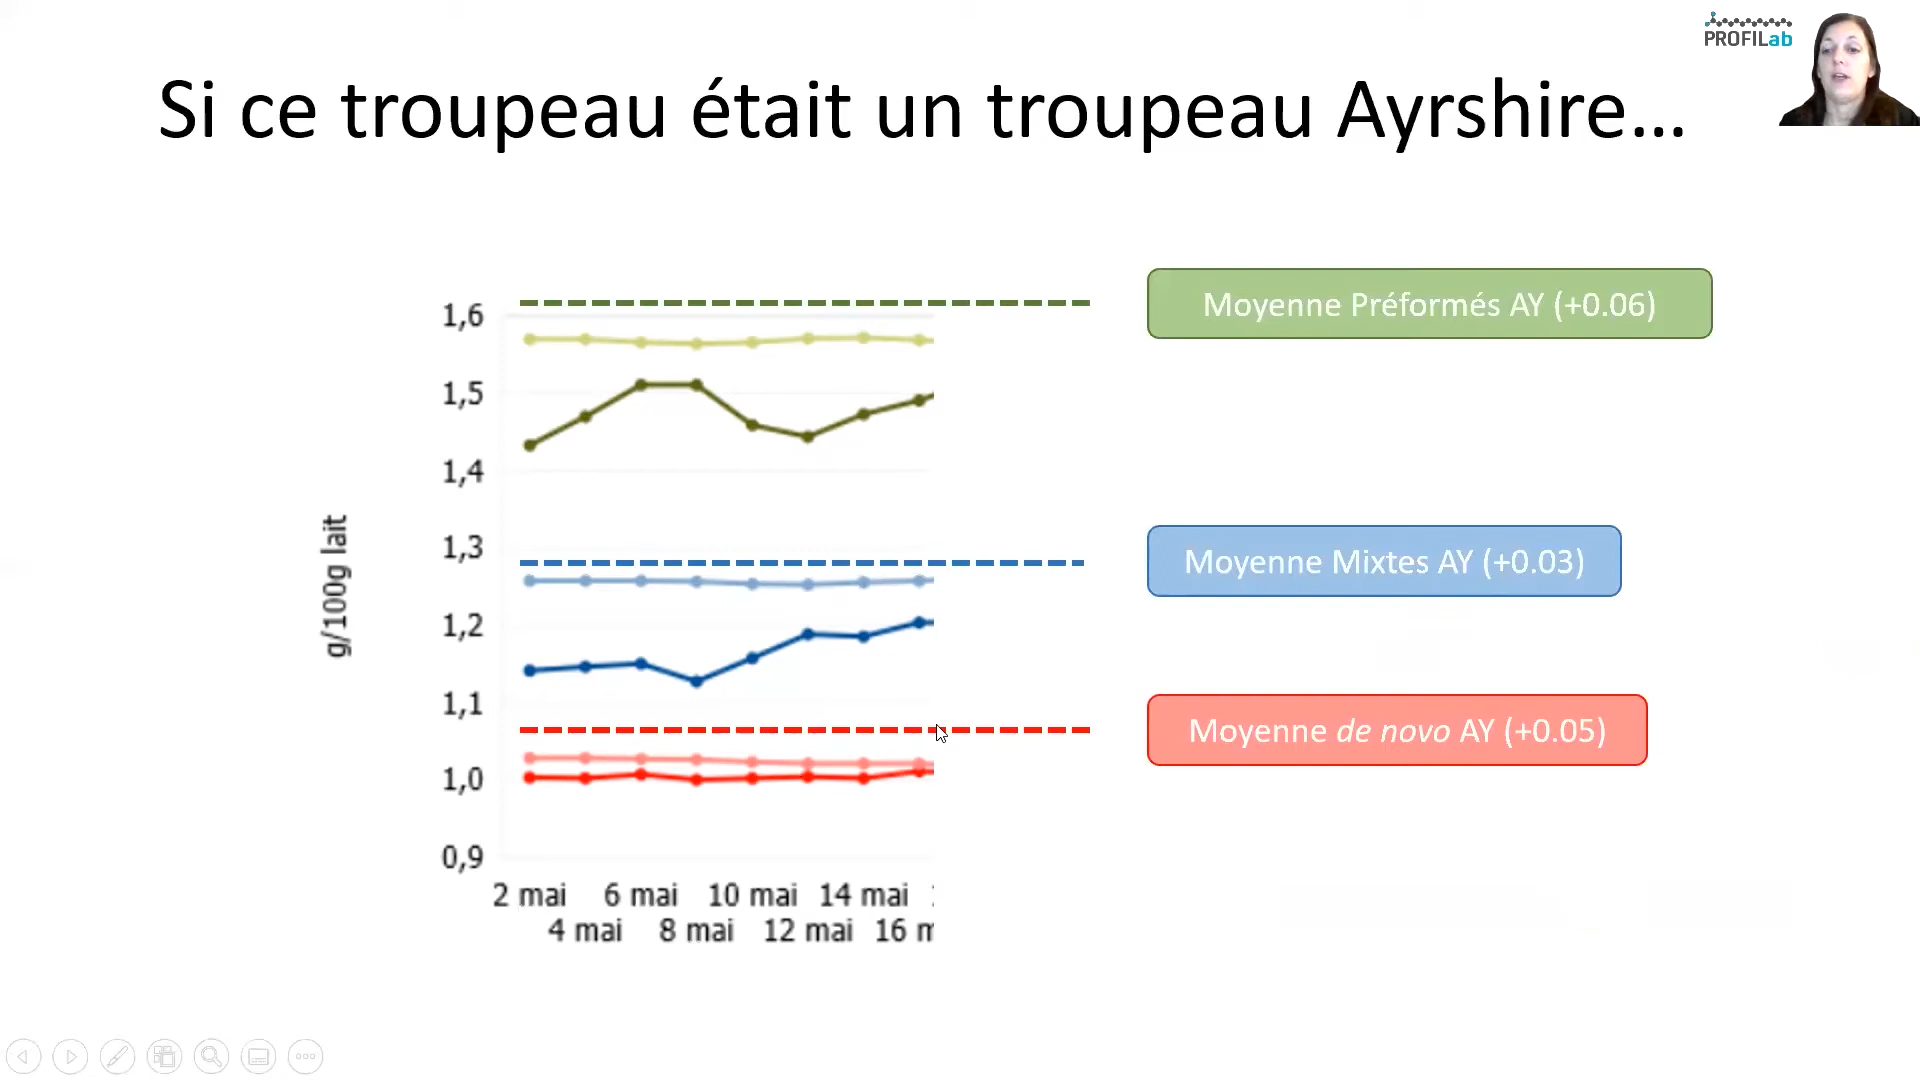 PROFILab
Si ce troupeau était un troupeau Ayrshire...
1,6
1,5
1,4
1,3
1,2
1,1
1,0
0,9
g/100g lait
2 mai 6 mai 10 mai 14 mai
4 mai 8 mai 12 mai 16 m
Moyenne Préformés AY (+0.06)
Moyenne Mixtes AY (+0.03)
Moyenne de novo AY (+0.05)